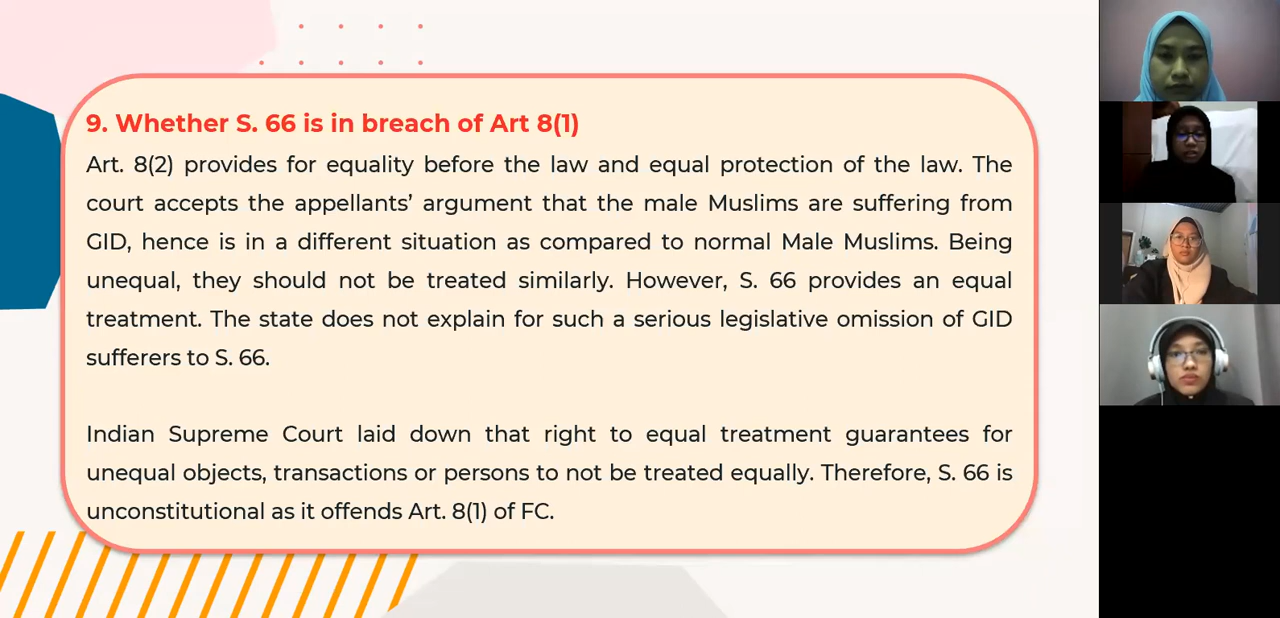 9. Whether S. 66 is in breach of Art 8(1)
Art. 8(2) provides for equality before the law and equal protection of the law. The
court accepts the appellants’ argument that the male Muslims are suffering from
GID, hence is in a different situation as compared to normal Male Muslims. Being
unequal, they should not be treated similarly. However, S. 66 provides an equal
treatment. The state does not explain for such a serious legislative omission of GID
sufferers to S. 66.
Indian Supreme Court laid down that right to equal treatment guarantees for
unequal objects, transactions or persons to not be treated equally. Therefore, S. 66 is
unconstitutional as it offends Art. 8(1) of FC.